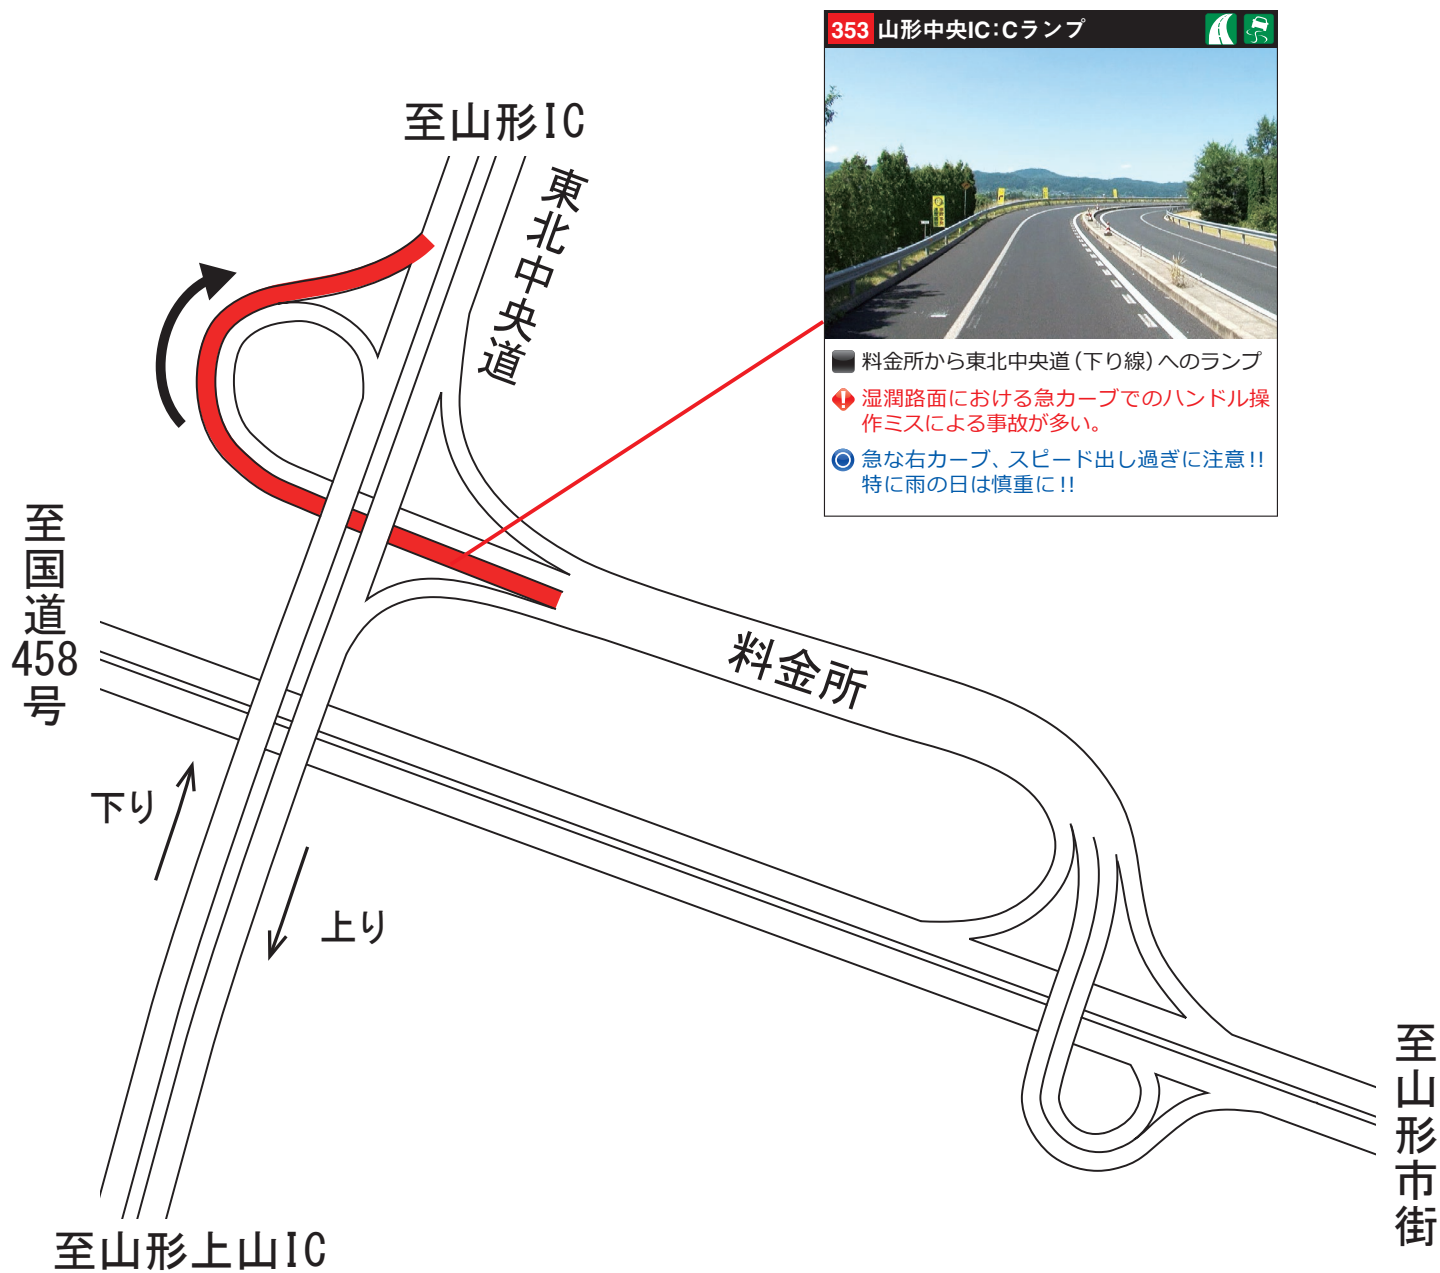 353 山形中央IC:Cランプ
料金所から東北中央道(下り線)へのランプ
湿潤路面における急カーブでのハンドル操
作ミスによる事故が多い。
急な右カーブ、スピード出し過ぎに注意!!
特に雨の日は慎重に!!
至山形IC
東北中央道
至国道458号
料金所
下り
上り
至山形市街
至山形上山IC